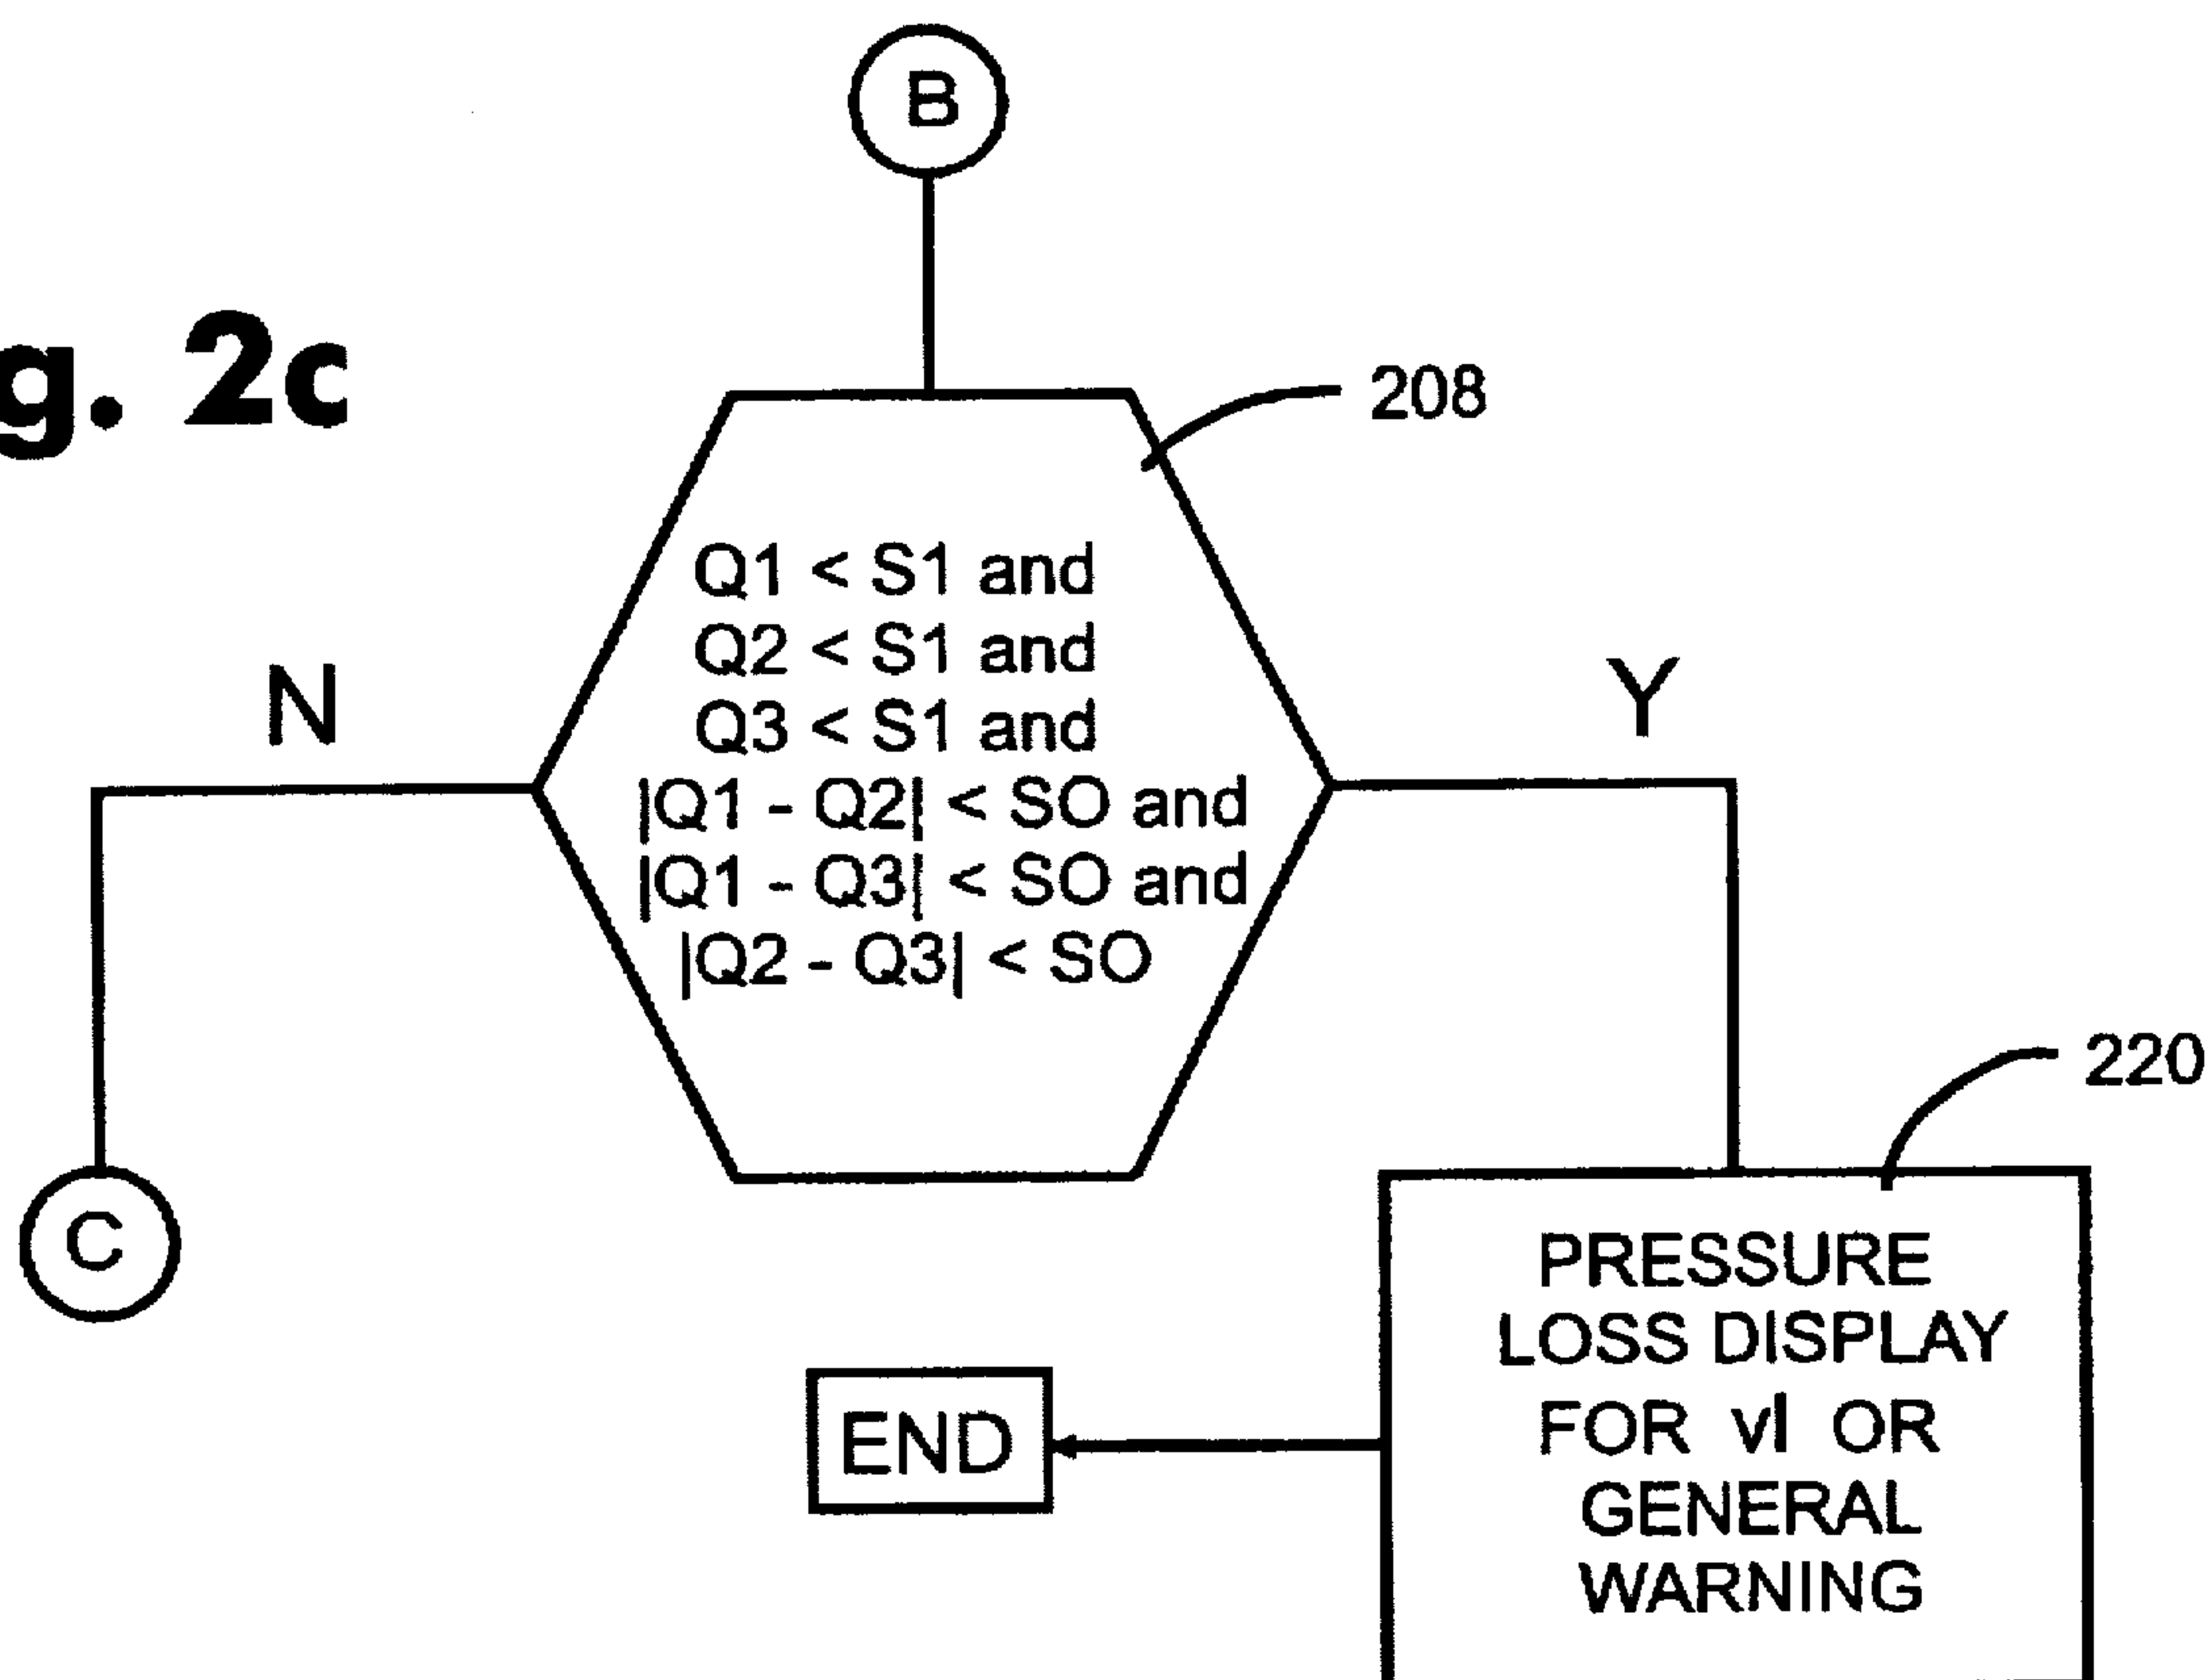 B
g. 2c
208
Q1 < S1 and
Q2 < S1 and
Q3 < S1 and
|Q1 - Q2| < SO and
|Q1 - Q3| < SO and
|Q2 - Q3| < SO
N
Y
C
220
PRESSURE
LOSS DISPLAY
FOR vl OR
GENERAL
WARNING
END